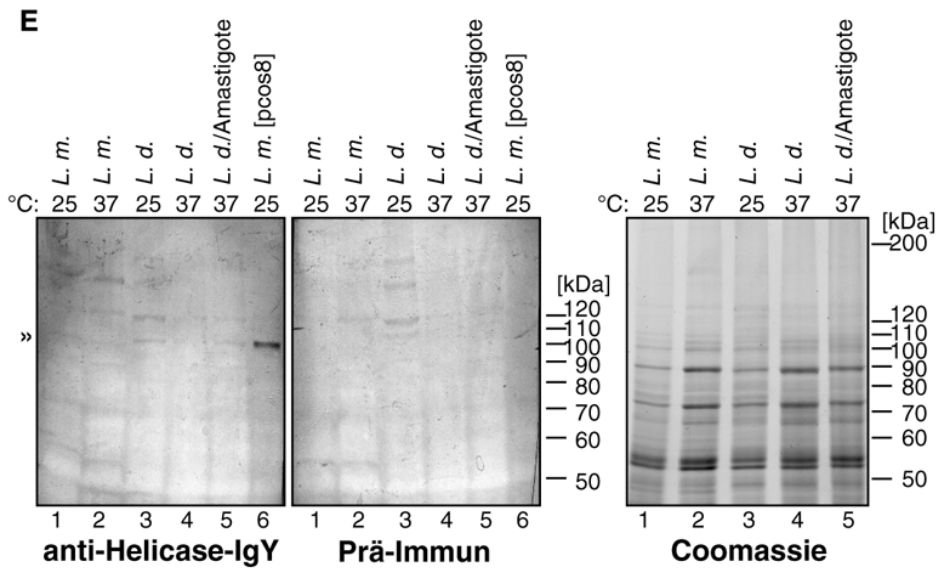 E
L. m.
L. m.
L. d.
L. d.
L. d/Amastigote
L. m. [pcos8]
L. m.
L. m.
L. d.
L. d.
L. d/Amastigote
L. m. [pcos8]
L. m.
L. m.
L. d.
L. d.
L. d./Amastigote
°C: 25 37 25 37 37 25
25 37 25 37 37 25
°C: 25 37 25 37 37
[kDa]
120
110
100
90
80
70
60
50
[kDa]
200
120
110
100
90
80
70
60
50
»
1 2 3 4 5 6
1 2 3 4 5 6
1 2 3 4 5
anti-Helicase-IgY
Prä-Immun
Coomassie